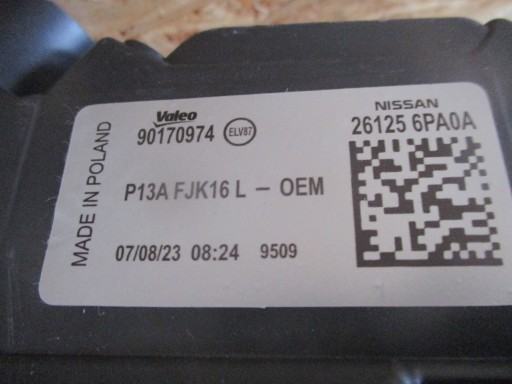 MADE IN POLAND
Valeo
90170974 ELV87
NISSAN
26125 6PA0A
P13A FJK16 L - OEM
07/08/23 08:24 9509